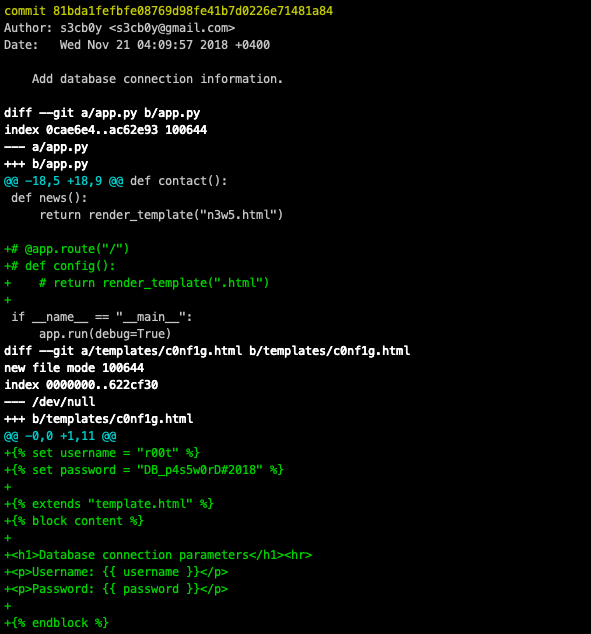 commit 81bda1fefbfe08769d98fe41b7d0226e71481a84
Author: s3cb0y <s3cb0y@gmail.com>
Date:   Wed Nov 21 04:09:57 2018 +0400

    Add database connection information.

diff --git a/app.py b/app.py
index 0cae6e4..ac62e93 100644
--- a/app.py
+++ b/app.py
@@ -18,5 +18,9 @@ def contact():
 def news():
     return render_template("n3w5.html")

+# @app.route("/")
+# def config():
+    # return render_template(".html")
+
 if __name__ == "__main__":
     app.run(debug=True)
diff --git a/templates/c0nf1g.html b/templates/c0nf1g.html
new file mode 100644
index 0000000..622cf30
--- /dev/null
+++ b/templates/c0nf1g.html
@@ -0,0 +1,11 @@
+{% set username = "r00t" %}
+{% set password = "DB_p4s5w0rD#2018" %}
+
+{% extends "template.html" %}
+{% block content %}
+
+<h1>Database connection parameters</h1><hr>
+<p>Username: {{ username }}</p>
+<p>Password: {{ password }}</p>
+
+{% endblock %}